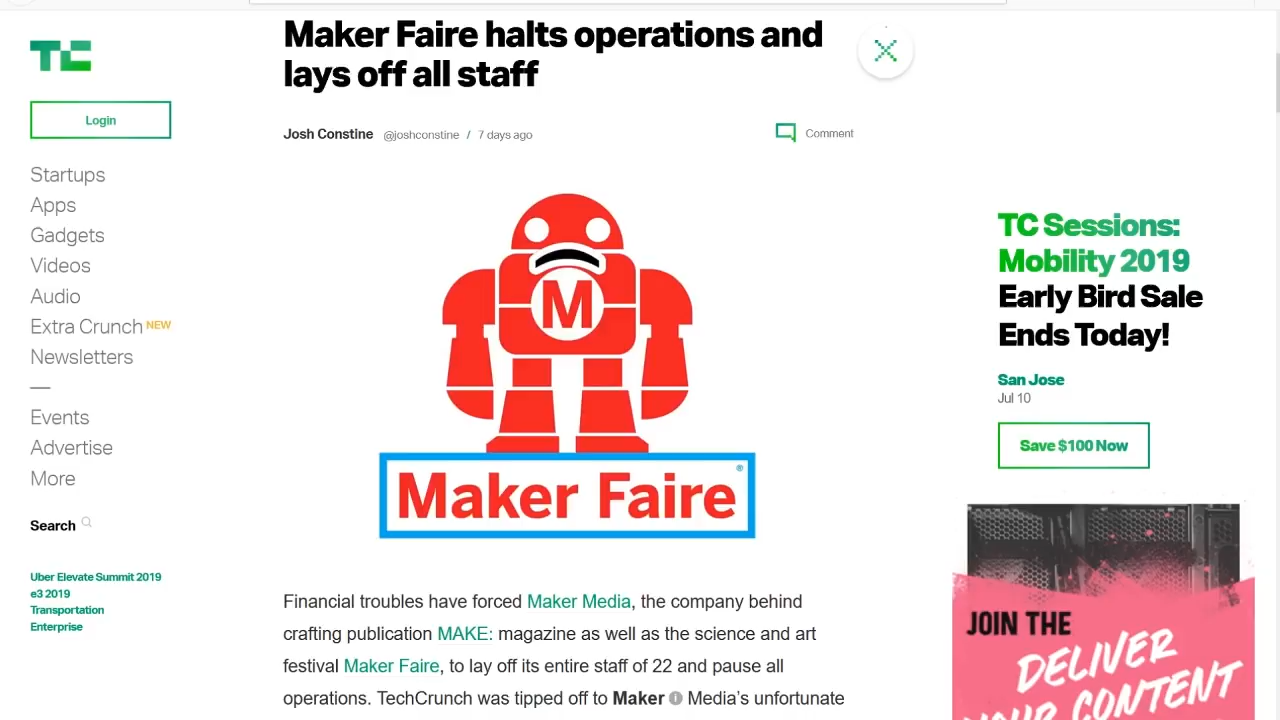 Maker Faire halts operations and
lays off all staff
TC
Login
Josh Constine @joshconstine / 7 days ago
Comment
Startups
Apps
Gadgets
Videos
Audio
Extra Crunch NEW
Newsletters
—
Events
Advertise
More
Search
Uber Elevate Summit 2019
e3 2019
Transportation
Enterprise
M
Maker Faire®
Financial troubles have forced Maker Media, the company behind
crafting publication MAKE: magazine as well as the science and art
festival Maker Faire, to lay off its entire staff of 22 and pause all
operations. TechCrunch was tipped off to Maker i Media's unfortunate
TC Sessions:
Mobility 2019
Early Bird Sale
Ends Today!
San Jose
Jul 10
Save $100 Now
JOIN THE
DELIVER
YOUR CONTENT